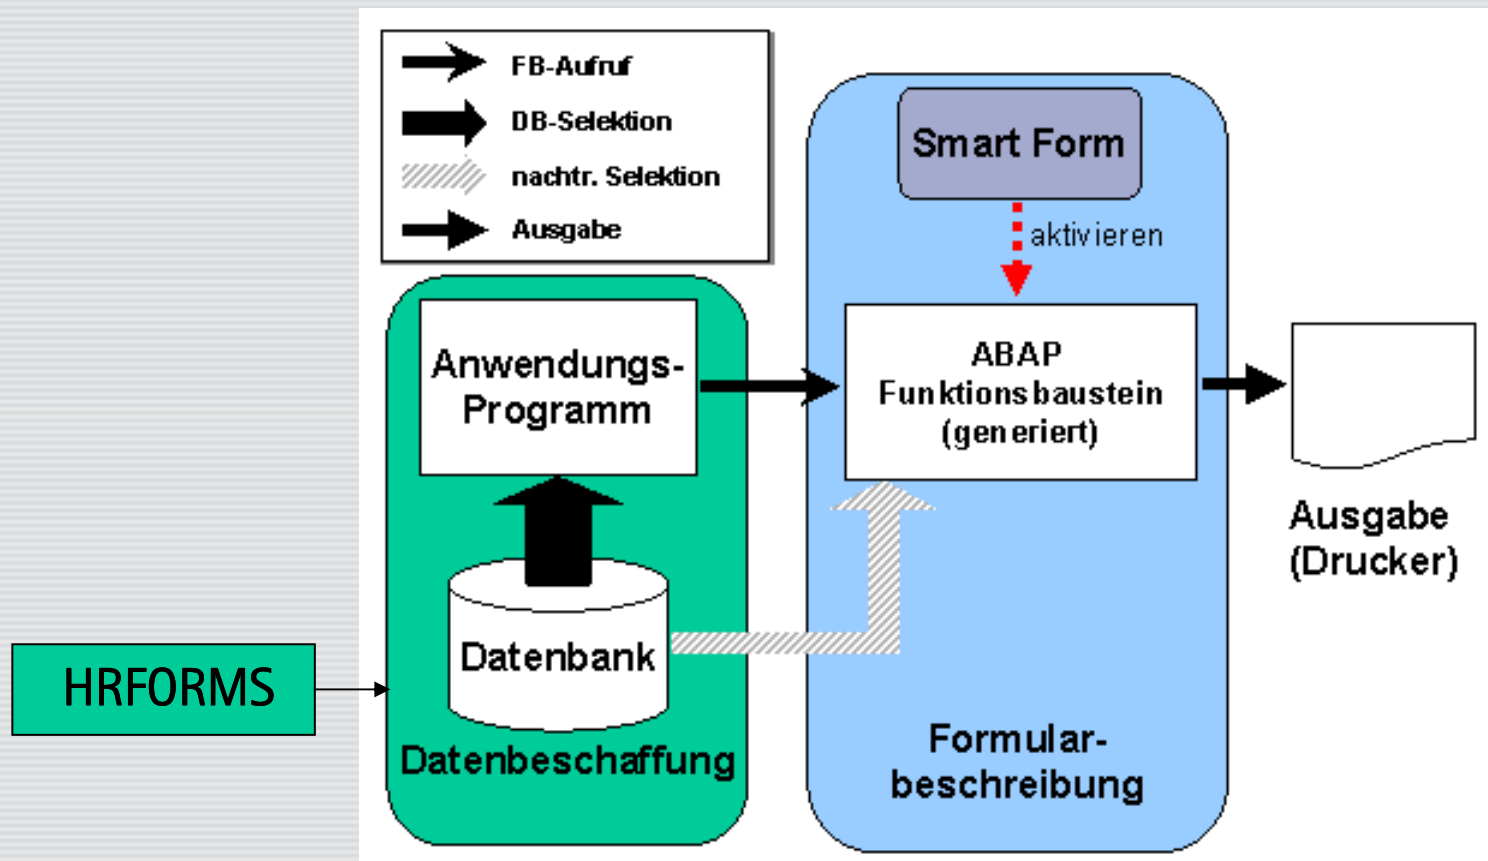 FB-Aufruf
DB-Selektion
nachtr. Selektion
Ausgabe
Smart Form
aktivieren
Anwendungs-
Programm
ABAP
Funktionsbaustein
(generiert)
Ausgabe
(Drucker)
Datenbank
HRFORMS
Datenbeschaffung
Formular-
beschreibung